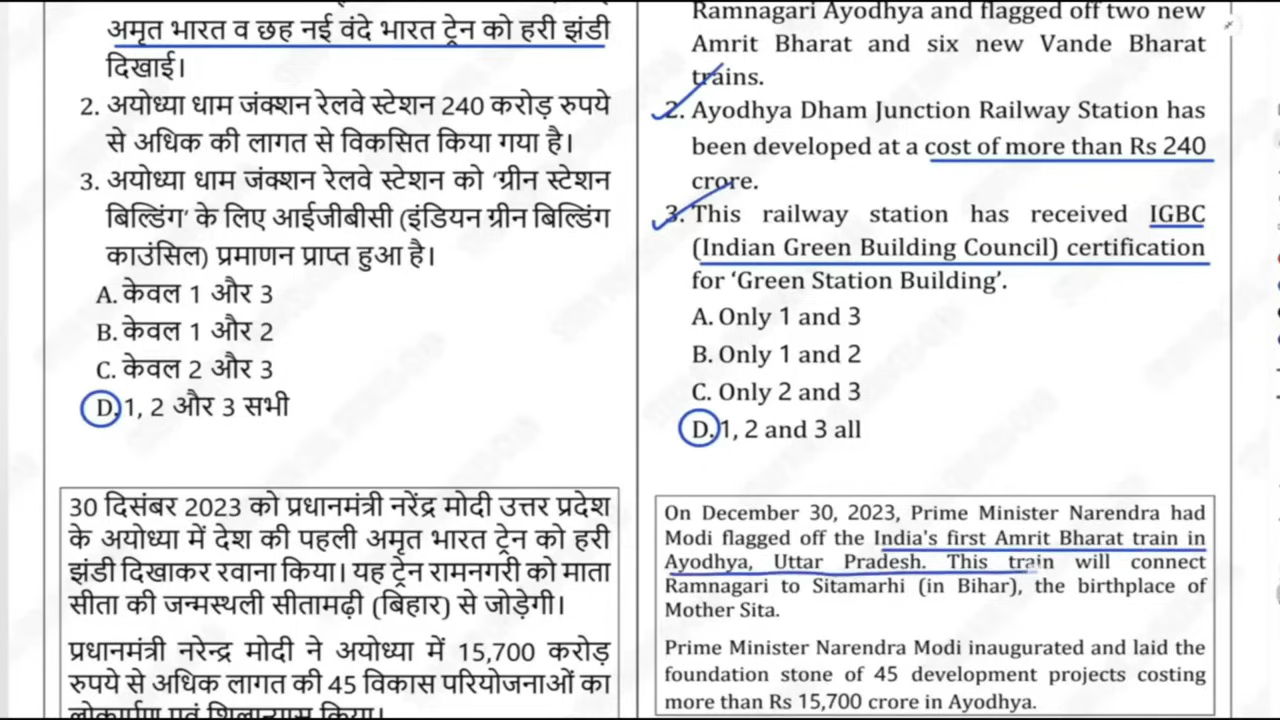 अमृत भारत व छह नई वंदे भारत ट्रेन को हरी झंडी
दिखाई।
2. अयोध्या धाम जंक्शन रेलवे स्टेशन 240 करोड़ रुपये
से अधिक की लागत से विकसित किया गया है।
3. अयोध्या धाम जंक्शन रेलवे स्टेशन को ‘ग्रीन स्टेशन
बिल्डिंग’ के लिए आईजीबीसी (इंडियन ग्रीन बिल्डिंग
काउंसिल) प्रमाणन प्राप्त हुआ है।
A. केवल 1 और 3
B. केवल 1 और 2
C. केवल 2 और 3
D. 1, 2 और 3 सभी
30 दिसंबर 2023 को प्रधानमंत्री नरेंद्र मोदी उत्तर प्रदेश
के अयोध्या में देश की पहली अमृत भारत ट्रेन को हरी
झंडी दिखाकर रवाना किया। यह ट्रेन रामनगरी को माता
सीता की जन्मस्थली सीतामढ़ी (बिहार) से जोड़ेगी।
प्रधानमंत्री नरेन्द्र मोदी ने अयोध्या में 15,700 करोड़
रुपये से अधिक लागत की 45 विकास परियोजनाओं का
लोकार्पण एवं शिलान्यास किया।
Ramnagari Ayodhya and flagged off two new
Amrit Bharat and six new Vande Bharat
trains.
2. Ayodhya Dham Junction Railway Station has
been developed at a cost of more than Rs 240
crore.
3. This railway station has received IGBC
(Indian Green Building Council) certification
for ‘Green Station Building’.
A. Only 1 and 3
B. Only 1 and 2
C. Only 2 and 3
D. 1, 2 and 3 all
On December 30, 2023, Prime Minister Narendra had
Modi flagged off the India's first Amrit Bharat train in
Ayodhya, Uttar Pradesh. This train will connect
Ramnagari to Sitamarhi (in Bihar), the birthplace of
Mother Sita.
Prime Minister Narendra Modi inaugurated and laid the
foundation stone of 45 development projects costing
more than Rs 15,700 crore in Ayodhya.